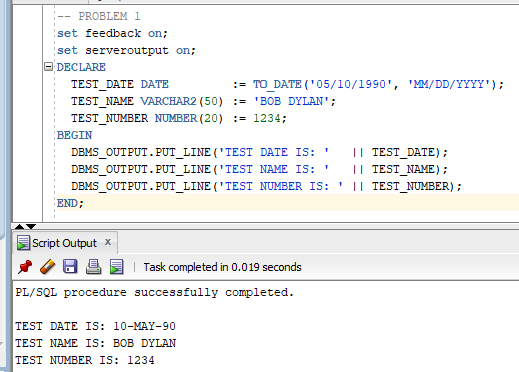 -- PROBLEM 1
set feedback on;
set serveroutput on;
DECLARE
TEST_DATE DATE := TO_DATE('05/10/1990', 'MM/DD/YYYY');
TEST_NAME VARCHAR2(50) := 'BOB DYLAN';
TEST_NUMBER NUMBER(20) := 1234;
BEGIN
DBMS_OUTPUT.PUT_LINE('TEST DATE IS: ' || TEST_DATE);
DBMS_OUTPUT.PUT_LINE('TEST NAME IS: ' || TEST_NAME);
DBMS_OUTPUT.PUT_LINE('TEST NUMBER IS: ' || TEST_NUMBER);
END;
Script Output x
Task completed in 0.019 seconds
PL/SQL procedure successfully completed.
TEST DATE IS: 10-MAY-90
TEST NAME IS: BOB DYLAN
TEST NUMBER IS: 1234